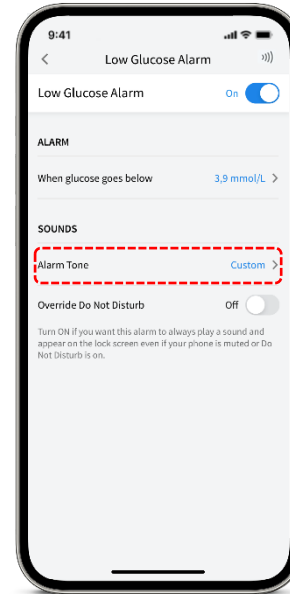 9:41
Low Glucose Alarm
Low Glucose Alarm On
ALARM
When glucose goes below 3,9 mmol/L
SOUNDS
Alarm Tone Custom
Override Do Not Disturb Off
Turn ON if you want this alarm to always play a sound and
appear on the lock screen even if your phone is muted or Do
Not Disturb is on.